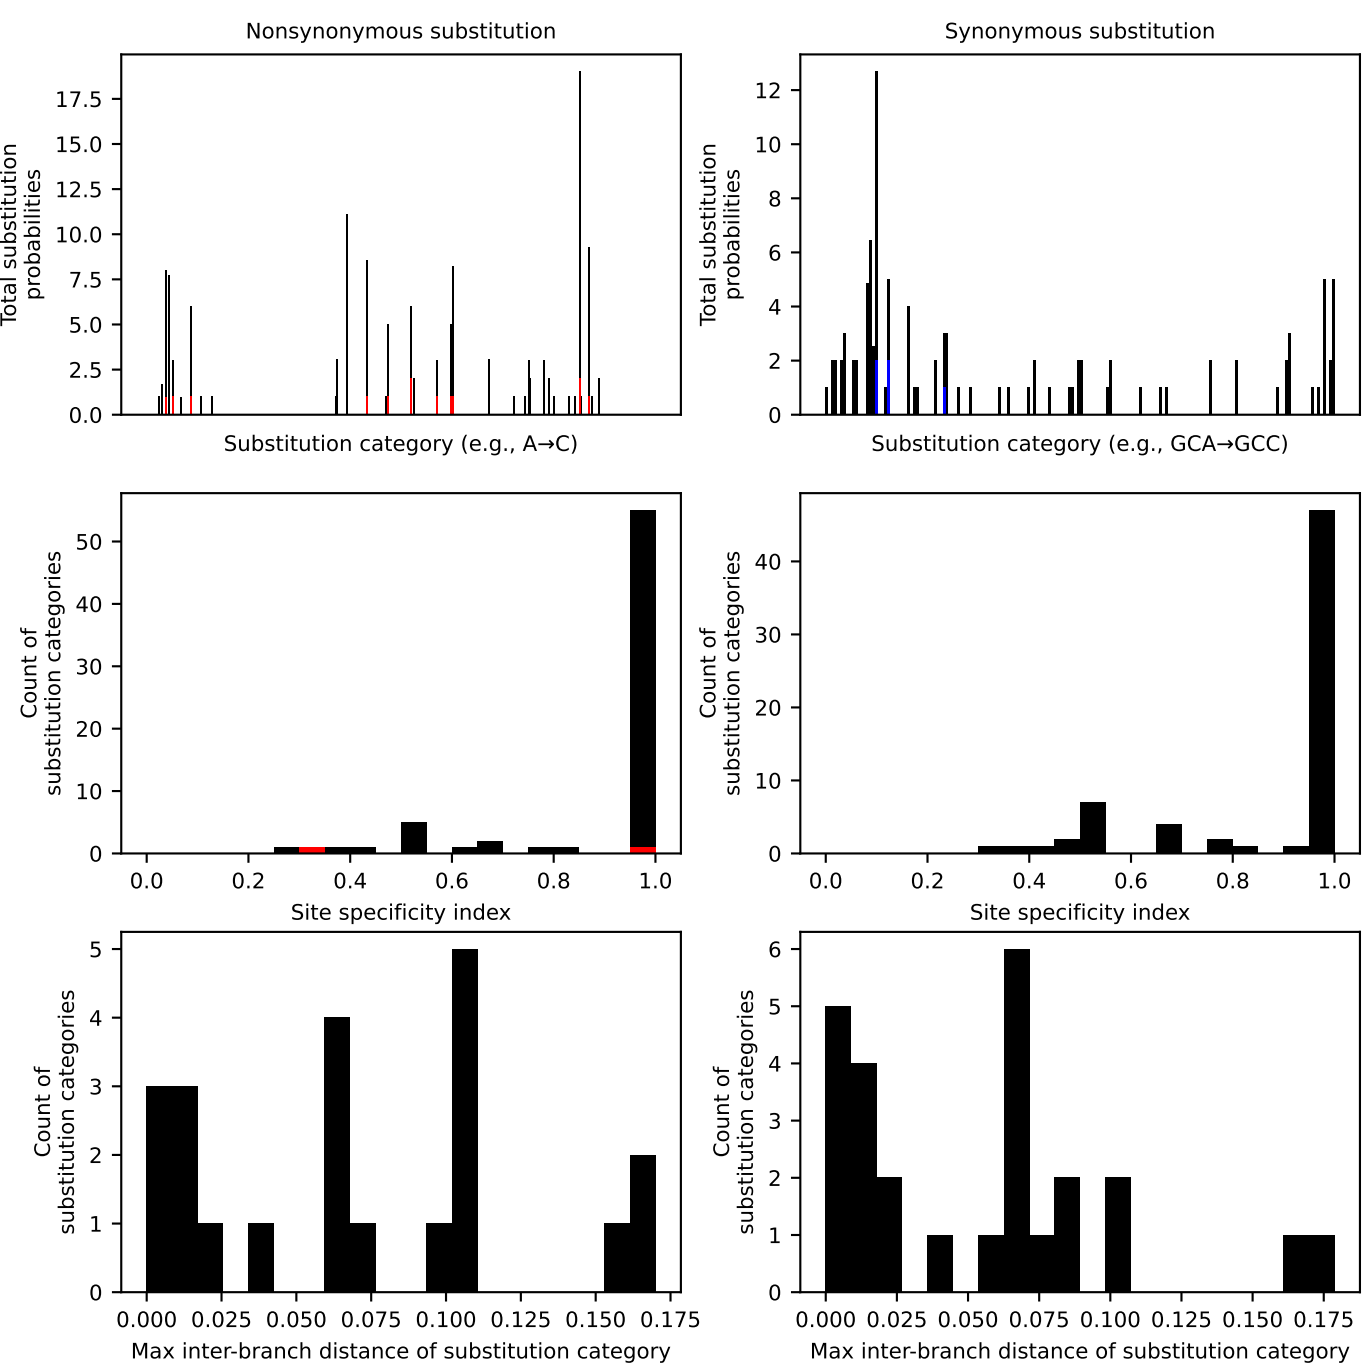 Nonsynonymous substitution
Total substitution
probabilities
17.5
15.0
12.5
10.0
7.5
5.0
2.5
0.0
Substitution category (e.g., A→C)
Synonymous substitution
Total substitution
probabilities
12
10
8
6
4
2
0
Substitution category (e.g., GCA→GCC)
Count of
substitution categories
50
40
30
20
10
0
0.0 0.2 0.4 0.6 0.8 1.0
Site specificity index
Count of
substitution categories
40
30
20
10
0
0.0 0.2 0.4 0.6 0.8 1.0
Site specificity index
Count of
substitution categories
5
4
3
2
1
0
0.000 0.025 0.050 0.075 0.100 0.125 0.150 0.175
Max inter-branch distance of substitution category
Count of
substitution categories
6
5
4
3
2
1
0
0.000 0.025 0.050 0.075 0.100 0.125 0.150 0.175
Max inter-branch distance of substitution category